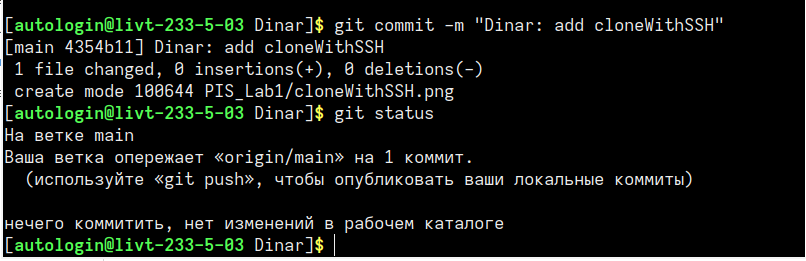 [autologin@livt-233-5-03 Dinar]$ git commit -m "Dinar: add cloneWithSSH"
[main 4354b11] Dinar: add cloneWithSSH
 1 file changed, 0 insertions(+), 0 deletions(-)
 create mode 100644 PIS_Lab1/cloneWithSSH.png
[autologin@livt-233-5-03 Dinar]$ git status
На ветке main
Ваша ветка опережает «origin/main» на 1 коммит.
  (используйте «git push», чтобы опубликовать ваши локальные коммиты)

нечего коммитить, нет изменений в рабочем каталоге
[autologin@livt-233-5-03 Dinar]$